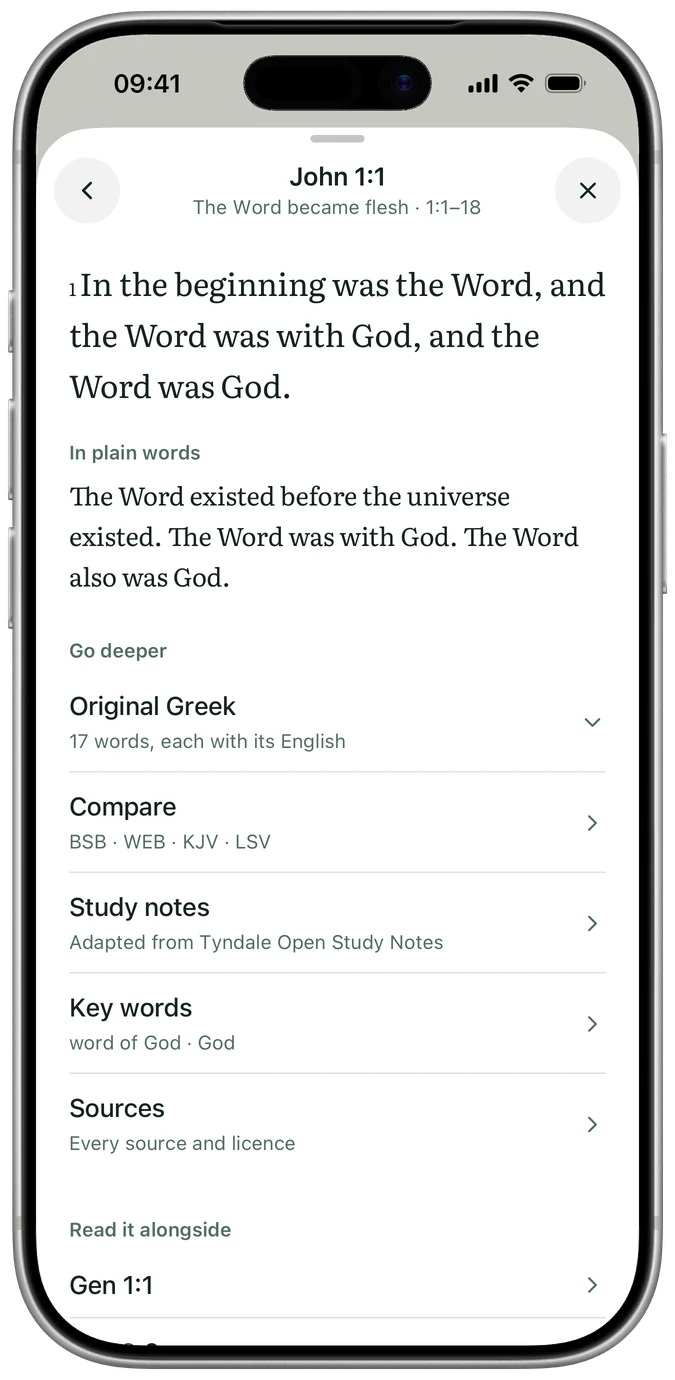 09:41
John 1:1
The Word became flesh · 1:1–18
1 In the beginning was the Word, and
the Word was with God, and the
Word was God.
In plain words
The Word existed before the universe
existed. The Word was with God. The Word
also was God.
Go deeper
Original Greek
17 words, each with its English
Compare
BSB · WEB · KJV · LSV
Study notes
Adapted from Tyndale Open Study Notes
Key words
word of God · God
Sources
Every source and licence
Read it alongside
Gen 1:1